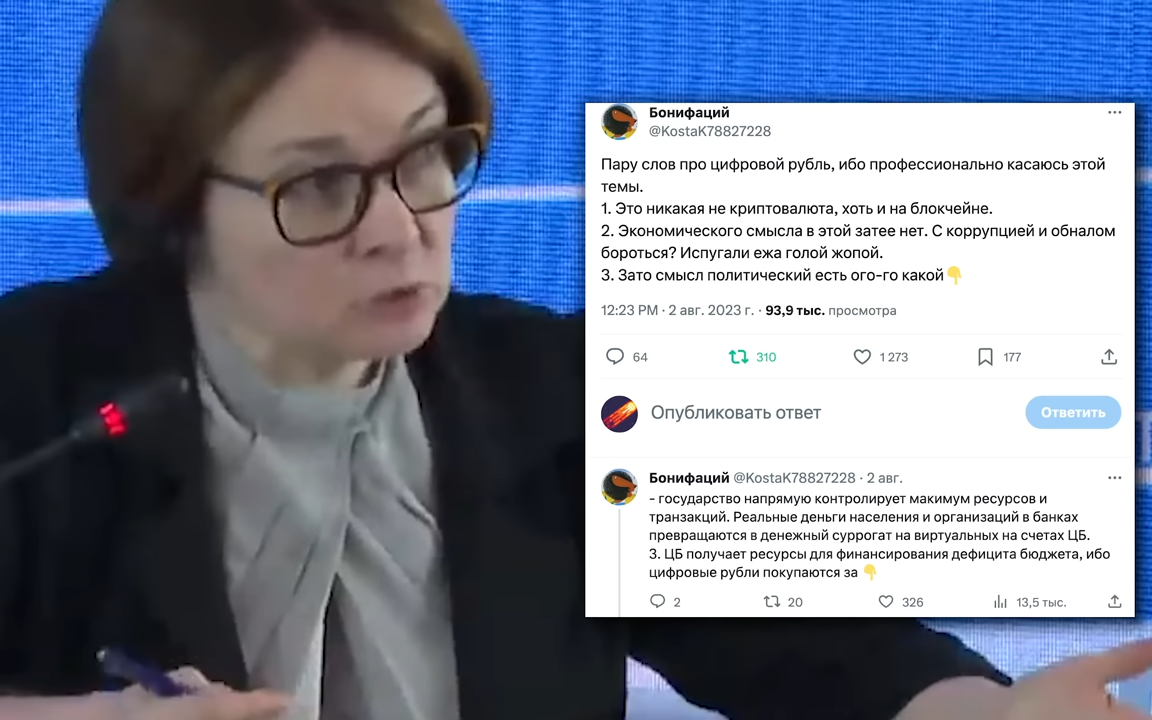 Бонифаций
@KostaK78827228
Пару слов про цифровой рубль, ибо профессионально касаюсь этой
темы.
1. Это никакая не криптовалюта, хоть и на блокчейне.
2. Экономического смысла в этой затее нет. С коррупцией и обналом
бороться? Испугали ежа голой жопой.
3. Зато смысл политический есть ого-го какой👇
12:23 PM · 2 авг. 2023 г. · 93,9 тыс. просмотра
64 310 1 273 177
Опубликовать ответ Ответить
Бонифаций @KostaK78827228 · 2 авг.
- государство напрямую контролирует макимум ресурсов и
транзакций. Реальные деньги населения и организаций в банках
превращаются в денежный суррогат на виртуальных на счетах ЦБ.
3. ЦБ получает ресурсы для финансирования дефицита бюджета, ибо
цифровые рубли покупаются за 👇
2 20 326 13,5 тыс.